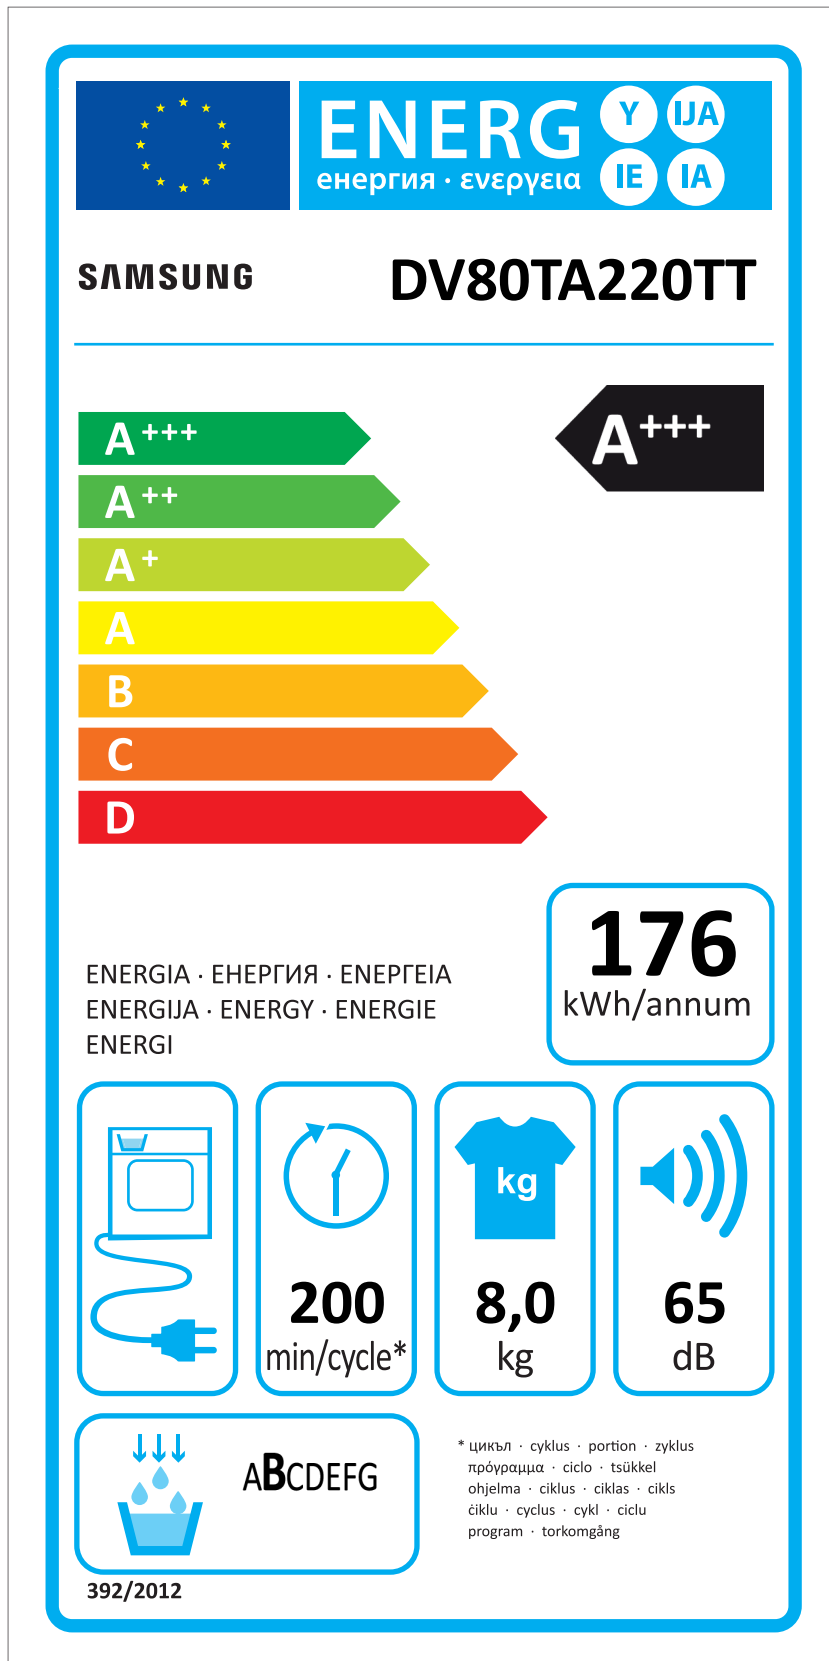 ENERG Y IJA
енергия · ενεργεια IE IA
SAMSUNG DV80TA220TT
A+++ A+++
A++
A+
A
B
C
D
176
kWh/annum
ENERGIA · ЕНЕРГИЯ · ΕΝΕΡΓΕΙΑ
ENERGIJA · ENERGY · ENERGIE
ENERGI
kg
200
min/cycle*
8,0
kg
65
dB
ABCDEFG
* цикъл · cyklus · portion · zyklus
πρόγραμμα · ciclo · tsükkel
ohjelma · ciklus · ciklas · cikls
ċiklu · cyclus · cykl · ciclu
program · torkomgång
392/2012